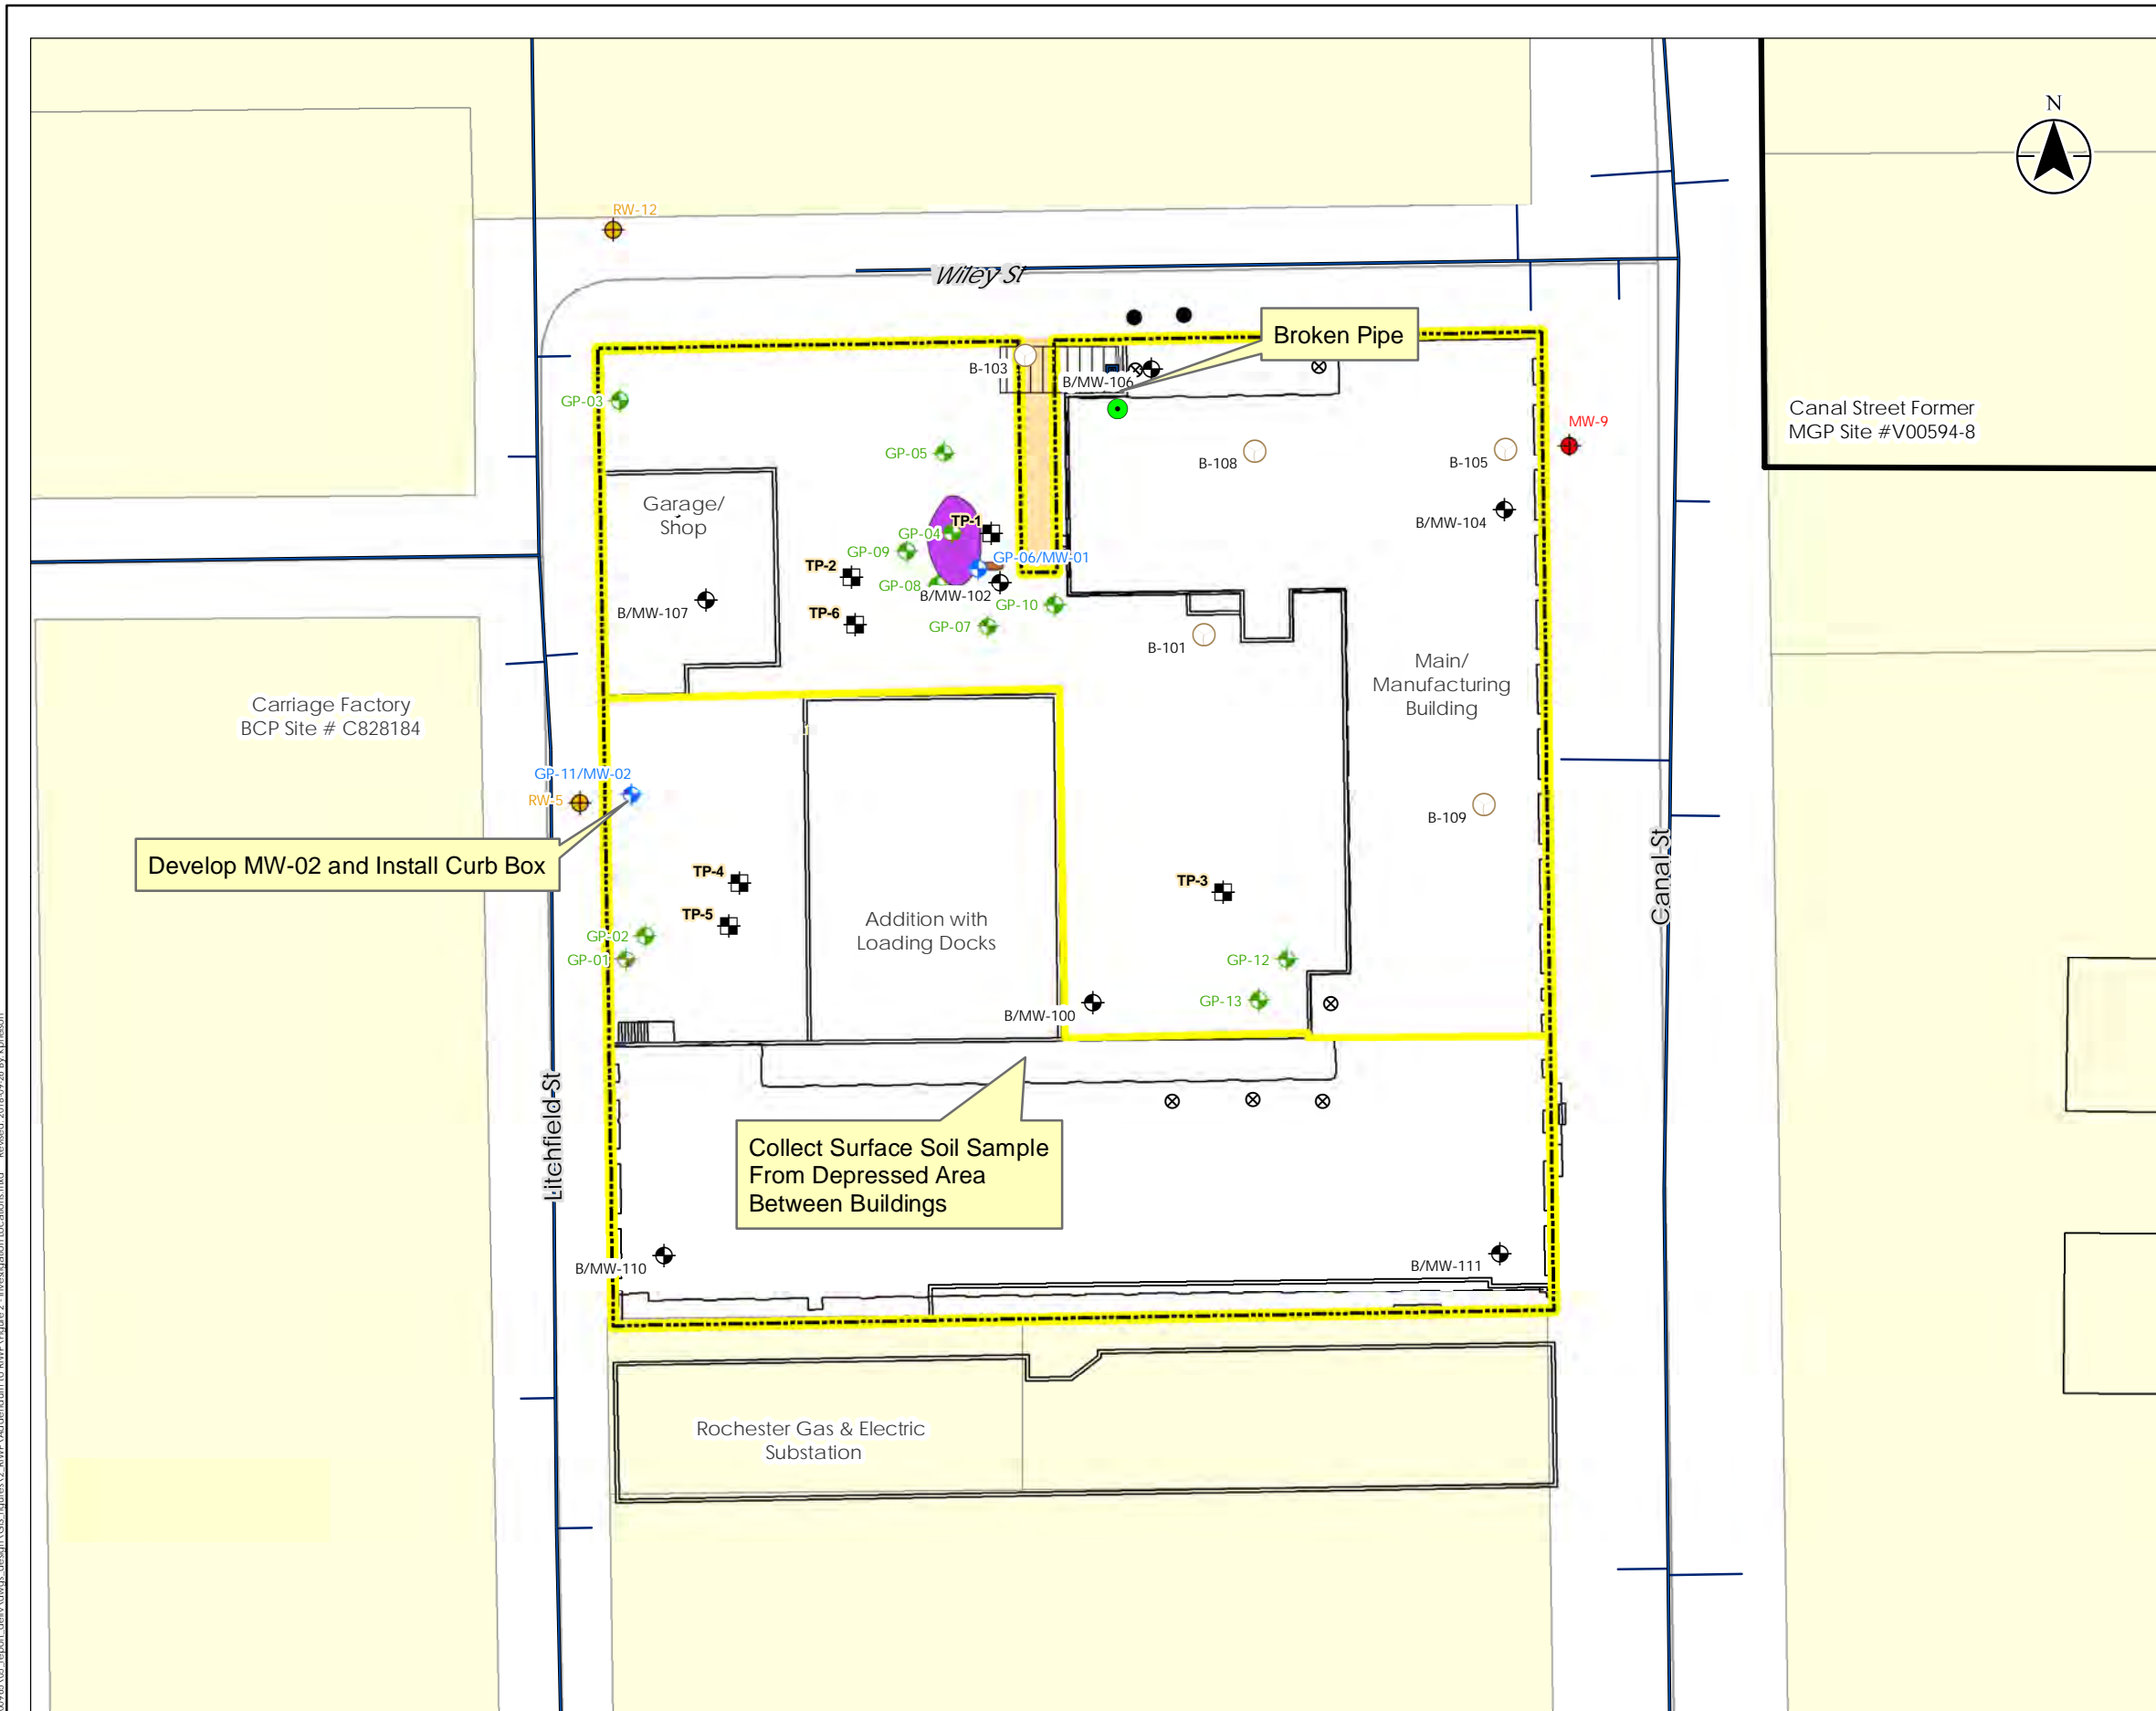 N
RW-12
Wiley St
Broken Pipe
B-103
B/MW-106
GP-03
Canal Street Former
MGP Site #V00594-8
MW-9
GP-05
B-108
B-105
Garage/
Shop
B/MW-104
TP-1
GP-04
GP-09
GP-06/MW-01
TP-2
GP-08
B/MW-102
GP-10
B/MW-107
TP-6
GP-07
B-101
Main/
Manufacturing
Building
Carriage Factory
BCP Site # C828184
GP-11/MW-02
RW-5
B-109
Canal St
Develop MW-02 and Install Curb Box
TP-4
TP-3
TP-5
Addition with
Loading Docks
GP-02
GP-01
GP-12
GP-13
B/MW-100
Litchfield St
Collect Surface Soil Sample
From Depressed Area
Between Buildings
B/MW-110
B/MW-111
Rochester Gas & Electric
Substation